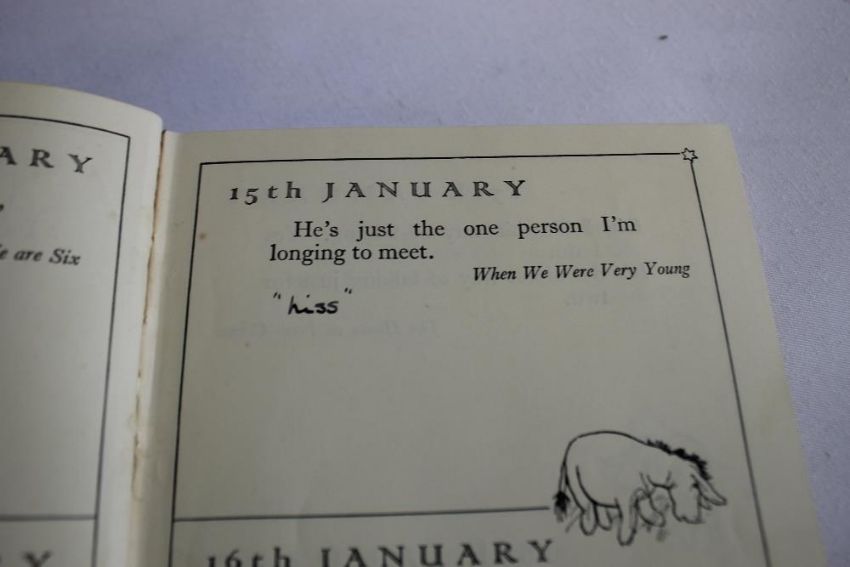 ARY
’
e are Six
Y
15th JANUARY
He's just the one person I'm
longing to meet.
When We Were Very Young
"hiss"
16th JANUARY